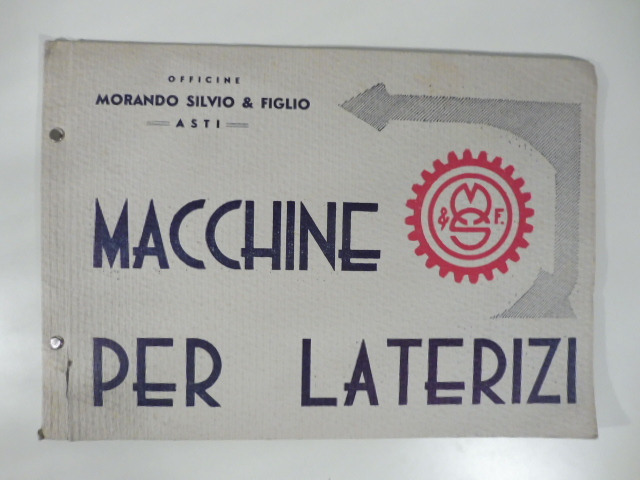 OFFICINE
MORANDO SILVIO & FIGLIO
ASTI
MACCHINE
M
& S F.
PER LATERIZI